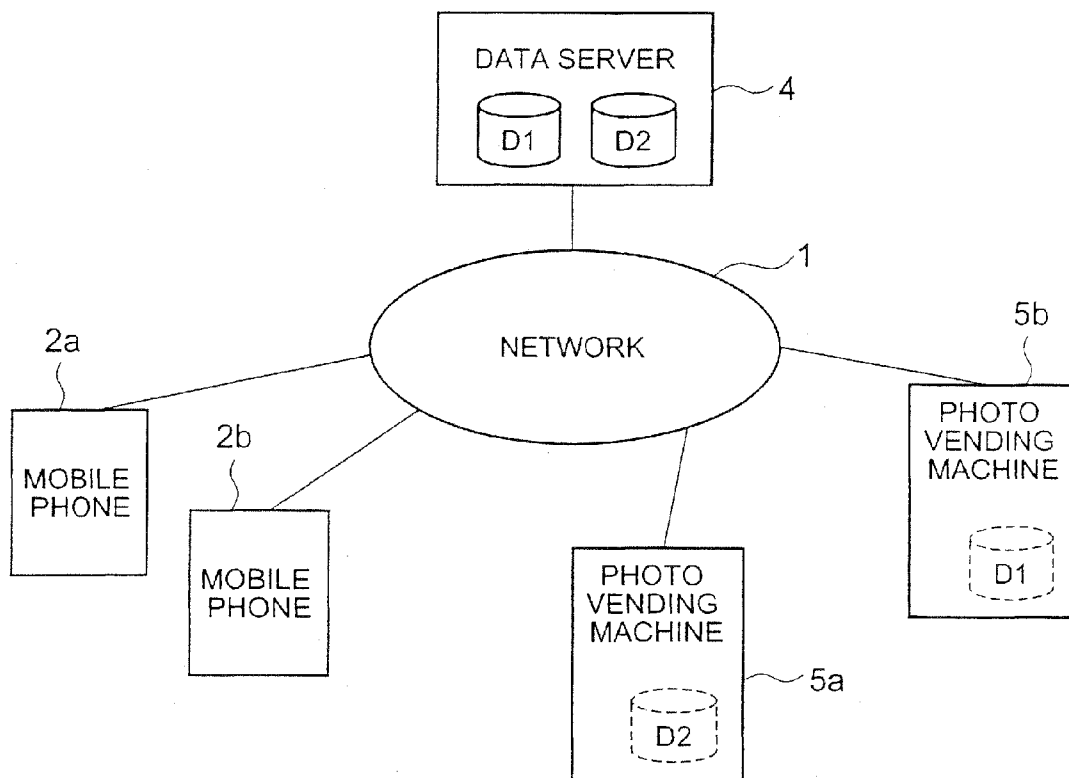 DATA SERVER
D1
D2
4
1
NETWORK
2a
MOBILE
PHONE
2b
MOBILE
PHONE
5b
PHOTO
VENDING
MACHINE
D1
PHOTO
VENDING
MACHINE
5a
D2